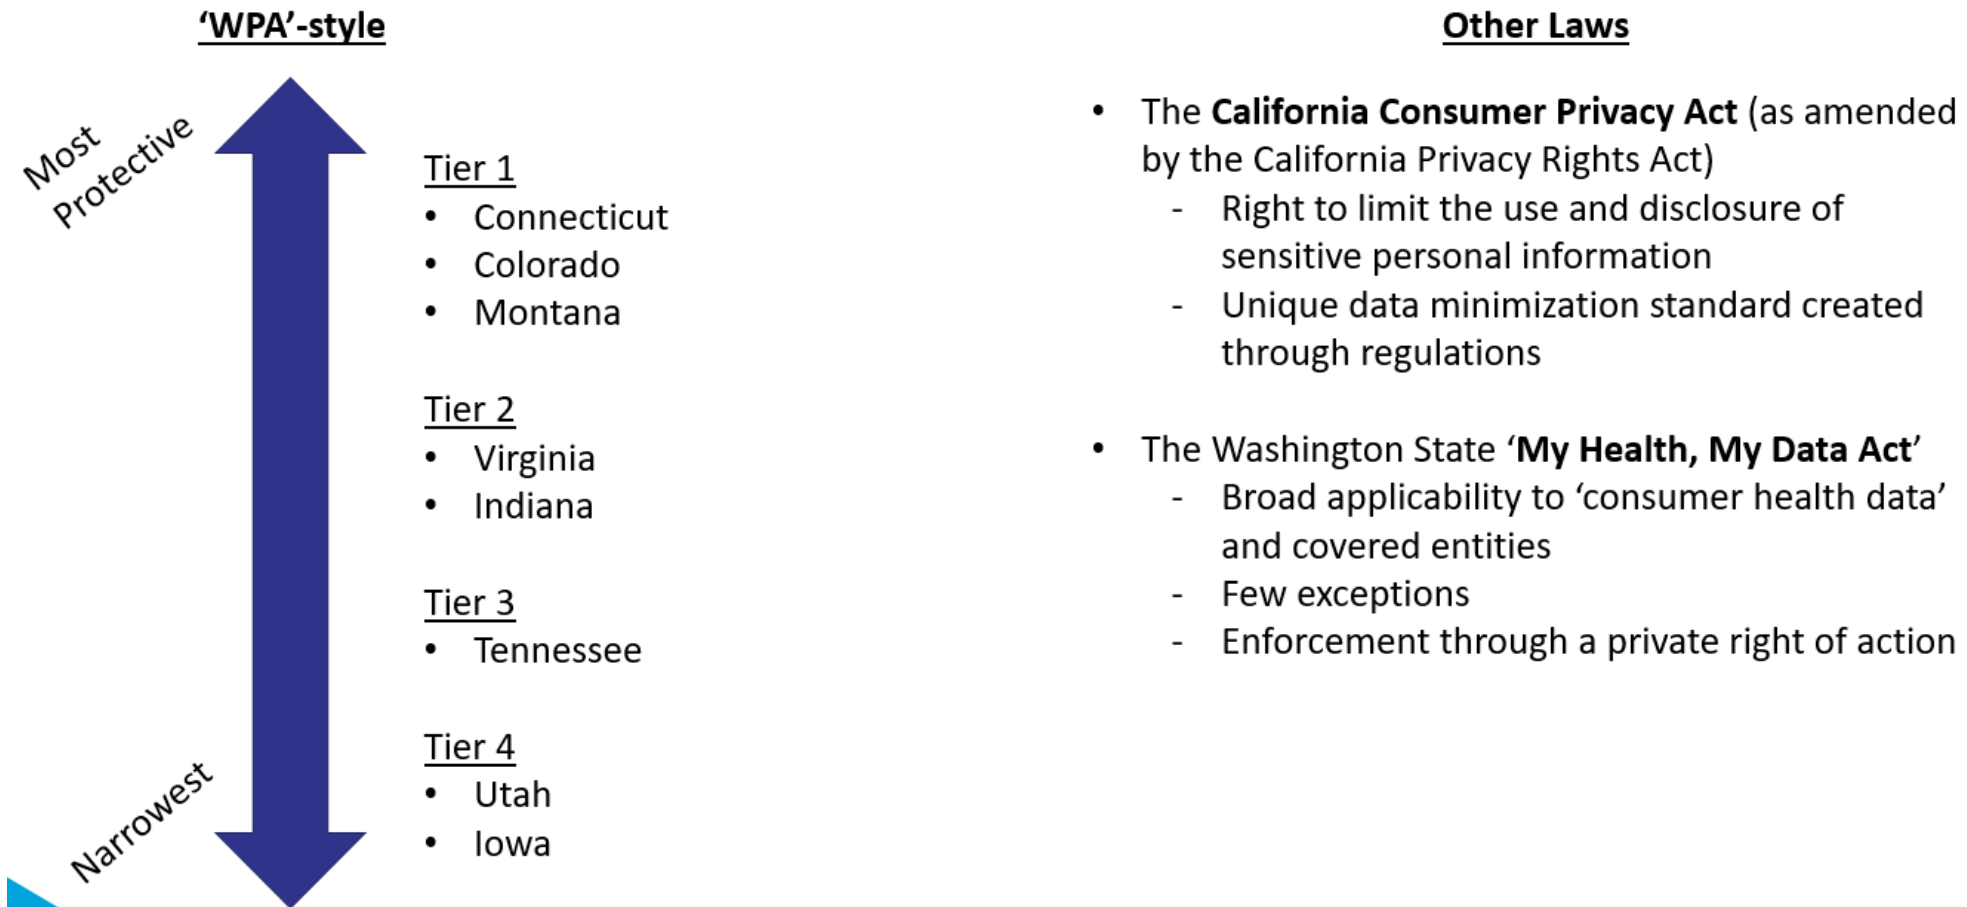 ‘WPA’-style
Most
Protective
Tier 1
• Connecticut
• Colorado
• Montana
Tier 2
• Virginia
• Indiana
Tier 3
• Tennessee
Tier 4
• Utah
• Iowa
Narrowest
Other Laws
• The California Consumer Privacy Act (as amended
by the California Privacy Rights Act)
- Right to limit the use and disclosure of
sensitive personal information
- Unique data minimization standard created
through regulations
• The Washington State ‘My Health, My Data Act’
- Broad applicability to ‘consumer health data’
and covered entities
- Few exceptions
- Enforcement through a private right of action